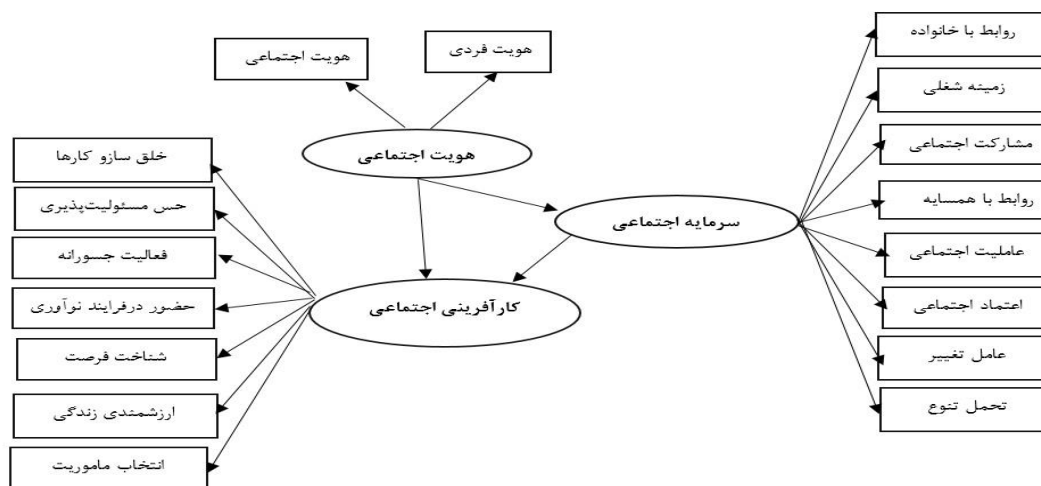 روابط با خانواده
هویت فردی
هویت اجتماعی
زمینه شغلی
هویت اجتماعی
مشارکت اجتماعی
خلق سازو کارها
روابط با همسایه
حس مسئولیت‌پذیری
سرمایه اجتماعی
عاملیت اجتماعی
فعالیت جسورانه
اعتماد اجتماعی
کارآفرینی اجتماعی
حضور درفرایند نوآوری
عامل تغییر
شناخت فرصت
تحمل تنوع
ارزشمندی زندگی
انتخاب ماموریت